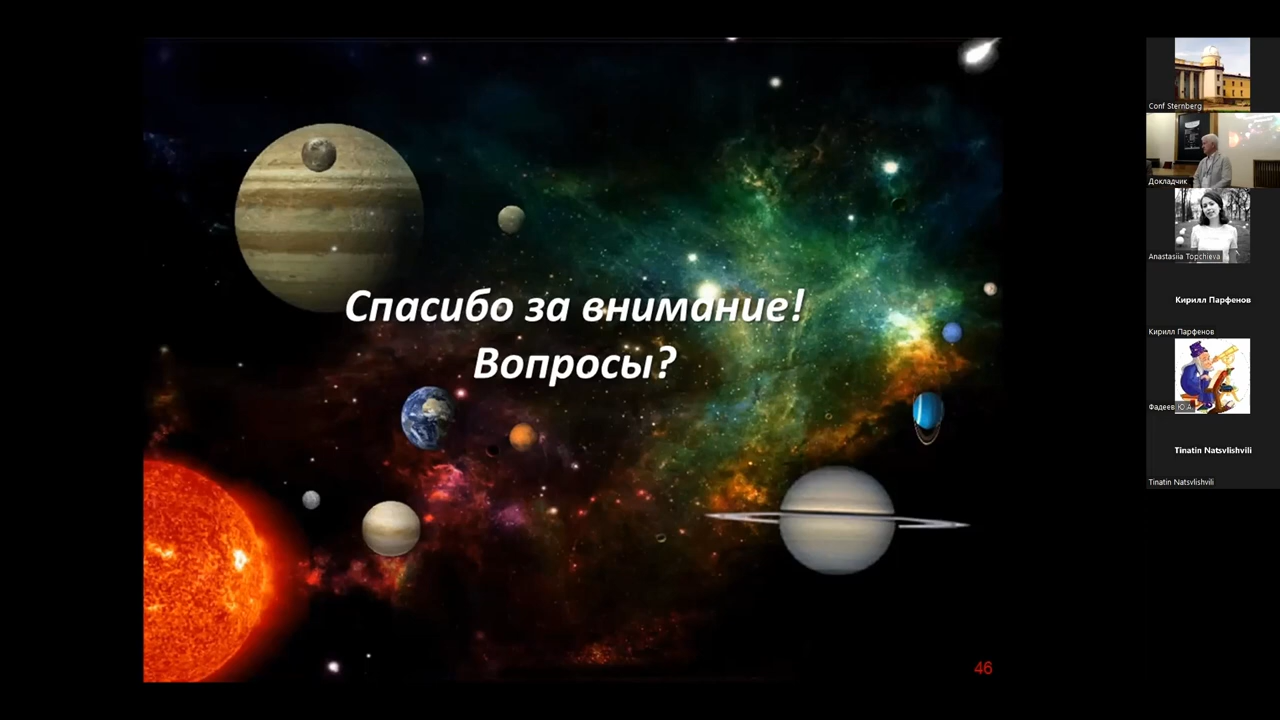 Спасибо за внимание!
Вопросы?
46
Conf Sternberg
Докладчик
Anastasiia Topchieva
Кирилл Парфенов
Кирилл Парфенов
Фадеев Ю.А.
Tinatin Natsvlishvili
Tinatin Natsvlishvili